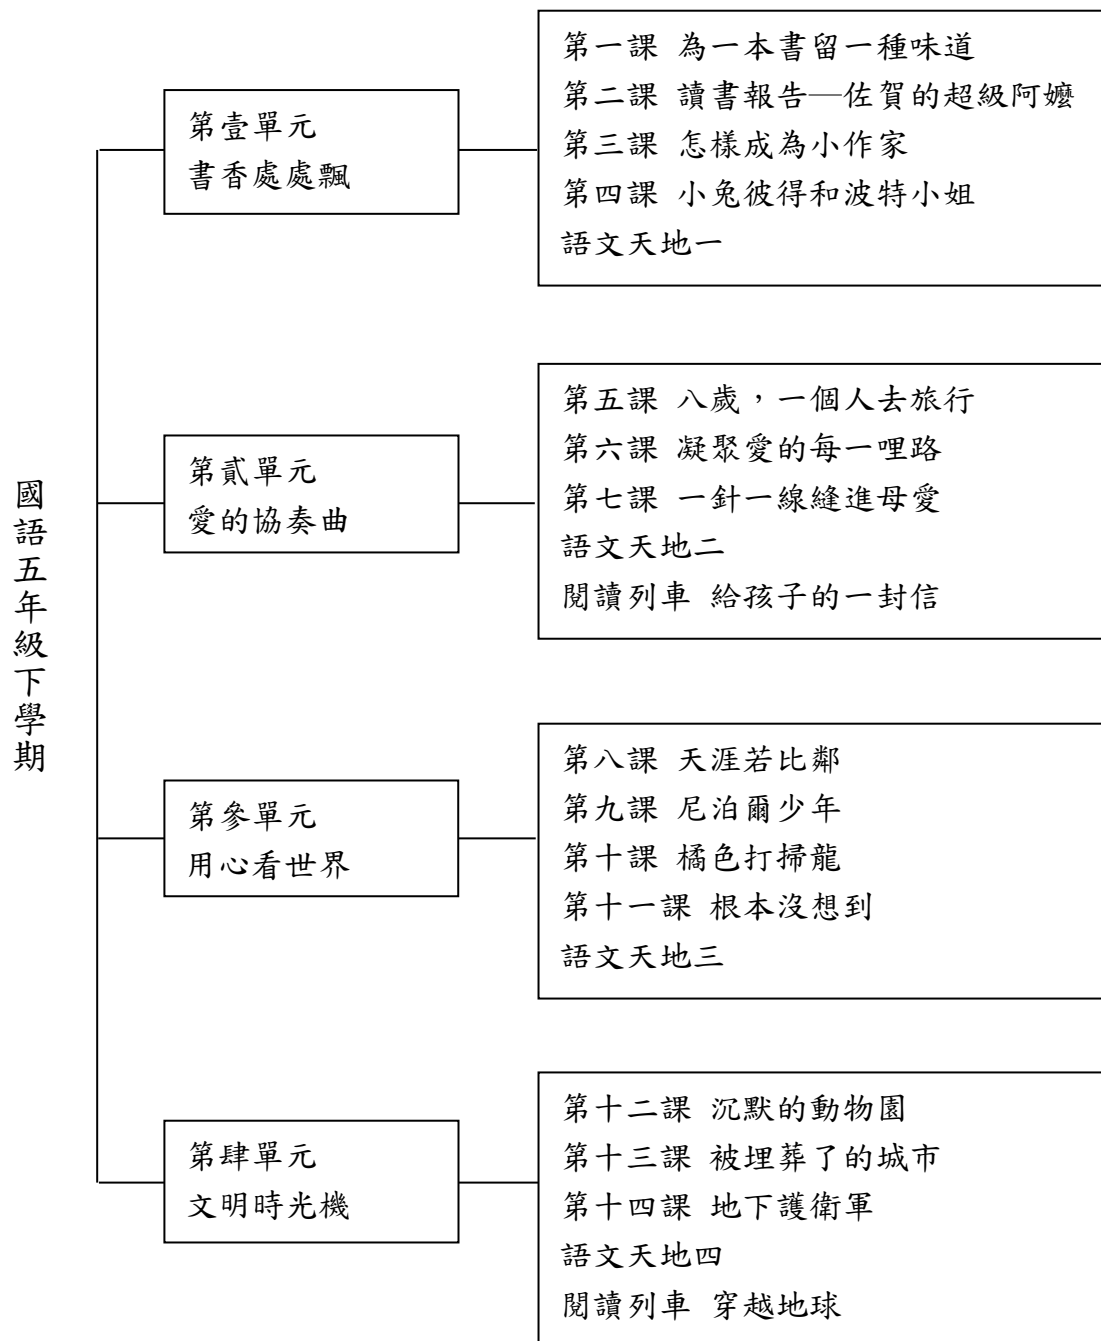 國語五年級下學期
第壹單元
書香處處飄
第一課 為一本書留一種味道
第二課 讀書報告─佐賀的超級阿嬤
第三課 怎樣成為小作家
第四課 小兔彼得和波特小姐
語文天地一
第貳單元
愛的協奏曲
第五課 八歲，一個人去旅行
第六課 凝聚愛的每一哩路
第七課 一針一線縫進母愛
語文天地二
閱讀列車 給孩子的一封信
第參單元
用心看世界
第八課 天涯若比鄰
第九課 尼泊爾少年
第十課 橘色打掃龍
第十一課 根本沒想到
語文天地三
第肆單元
文明時光機
第十二課 沉默的動物園
第十三課 被埋葬了的城市
第十四課 地下護衛軍
語文天地四
閱讀列車 穿越地球